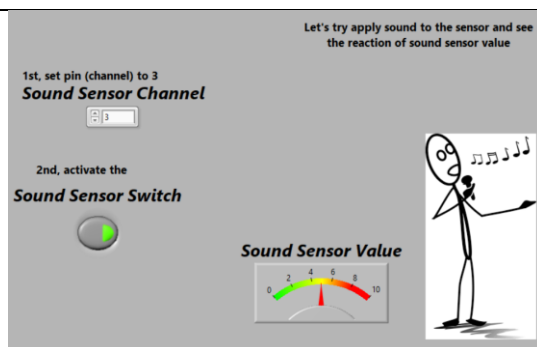 Let's try apply sound to the sensor and see
the reaction of sound sensor value
1st, set pin (channel) to 3
Sound Sensor Channel
3
2nd, activate the
Sound Sensor Switch
Sound Sensor Value
0 2 4 6 8 10